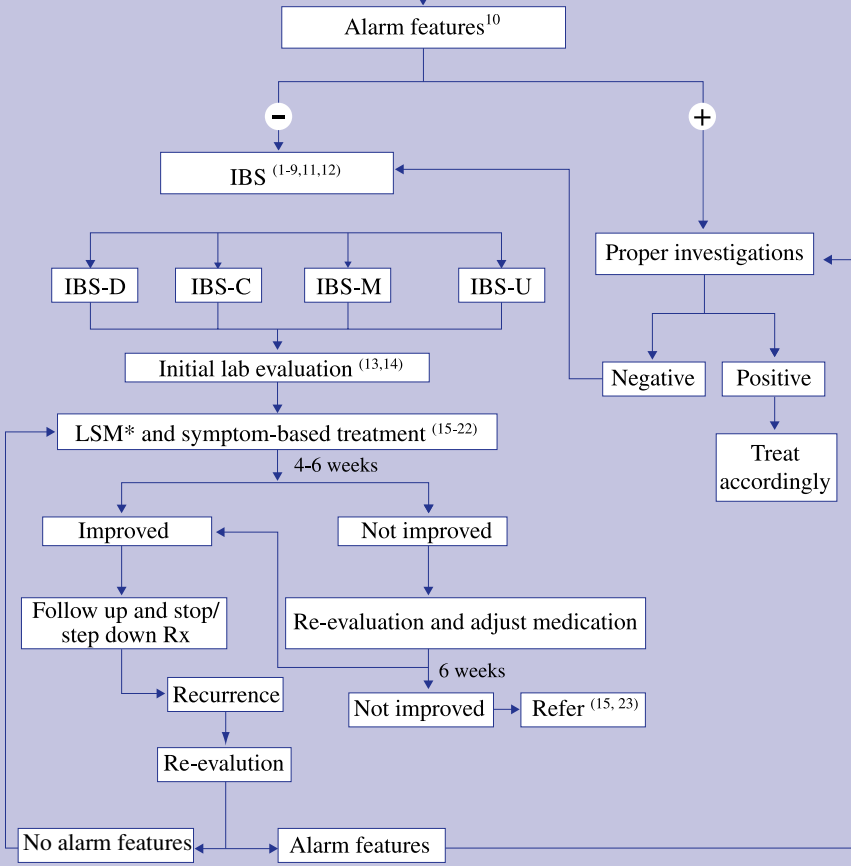 Alarm features10
−
+
IBS (1-9,11,12)
Proper investigations
IBS-D
IBS-C
IBS-M
IBS-U
Initial lab evaluation (13,14)
Negative
Positive
LSM* and symptom-based treatment (15-22)
Treat
accordingly
4-6 weeks
Improved
Not improved
Follow up and stop/
step down Rx
Re-evaluation and adjust medication
6 weeks
Recurrence
Not improved
Refer (15, 23)
Re-evalution
No alarm features
Alarm features